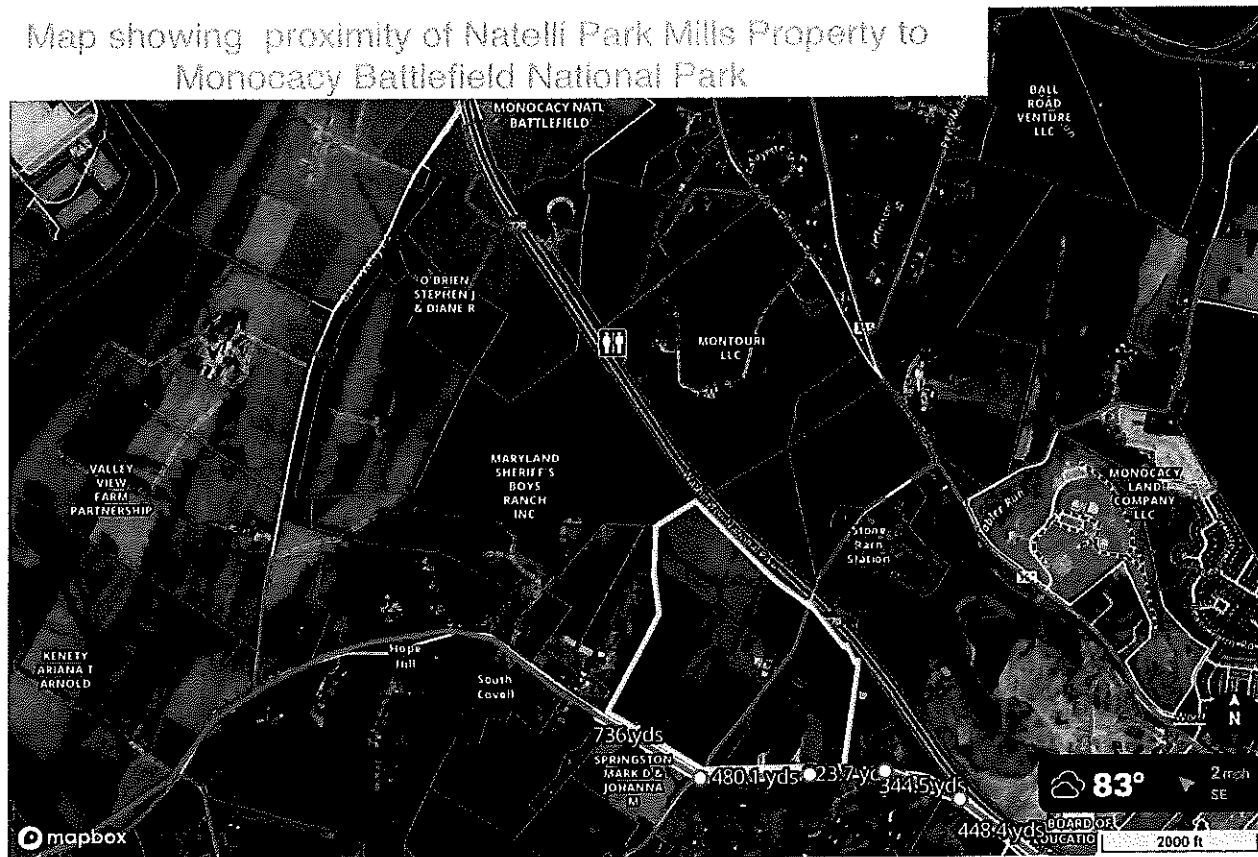 Map showing proximity of Natelli Park Mills Property to
Monocacy Battlefield National Park
MONOCACY NATL
BATTLEFIELD
BALL
ROAD
VENTURE
LLC
O'BRIEN
STEPHEN J
& DIANE R
MONTOURI
LLC
MARYLAND
SHERIFF'S
BOYS
RANCH
INC
VALLEY
VIEW
FARM
PARTNERSHIP
MONOCACY
LAND
COMPANY
LLC
Stone
Barn
Station
KENETY
ARIANA T
ARNOLD
Hope
Hill
South
Covell
N
736 yds
SPRINGSTON
MARK D &
JOHANNA
M
480.1 yds
344.5 yds
448.4 yds
83°
2 mph
SE
BOARD OF
mapbox
2000 ft